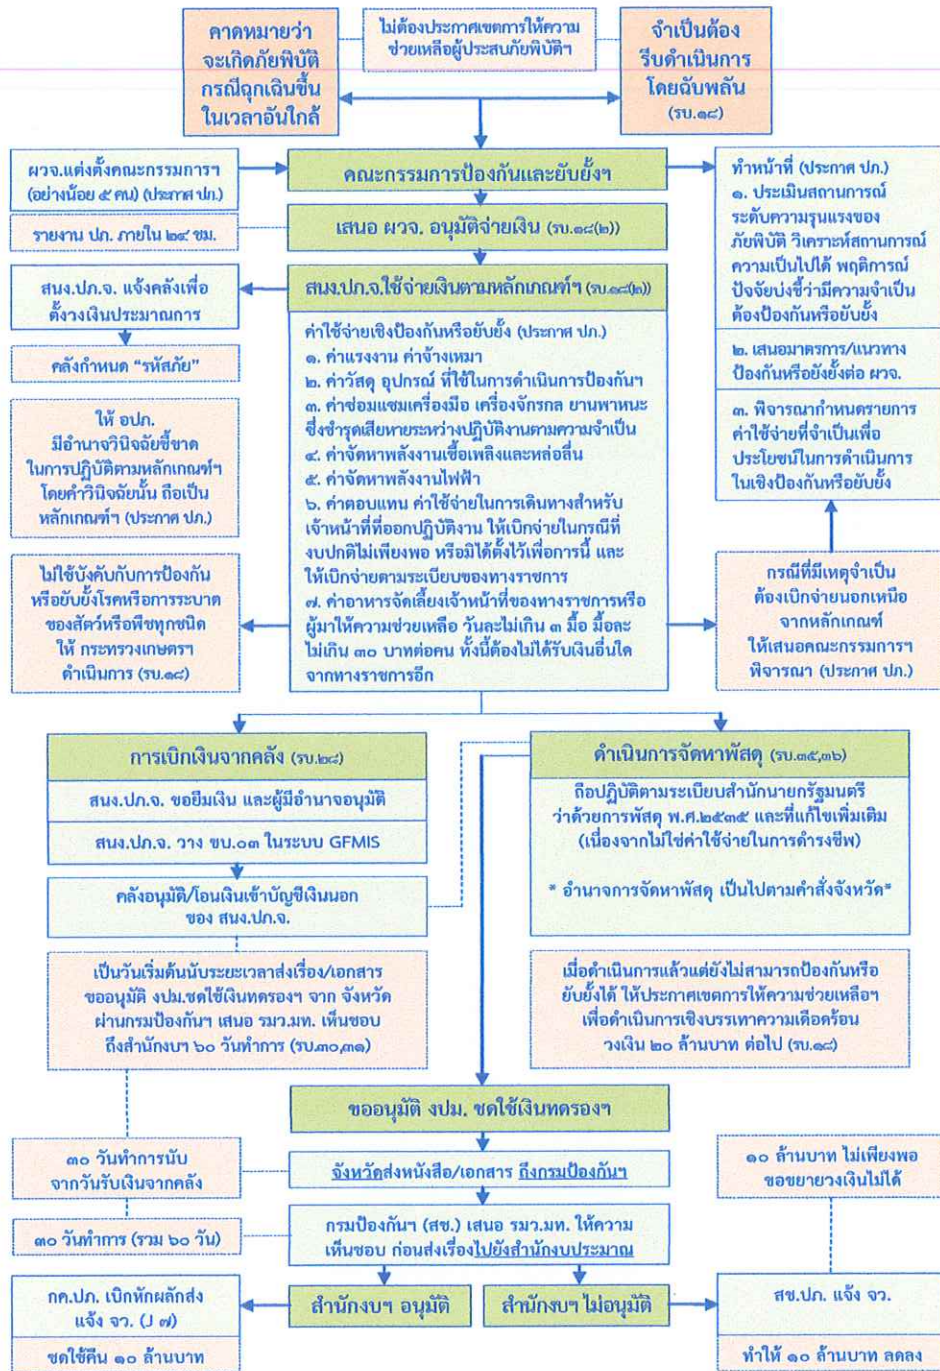 คาดหมายว่า
จะเกิดภัยพิบัติ
กรณีฉุกเฉินขึ้น
ในเวลาอันใกล้
ไม่ต้องประกาศเขตการให้ความ
ช่วยเหลือผู้ประสบภัยพิบัติฯ
จำเป็นต้อง
รีบดำเนินการ
โดยฉับพลัน
(รบ.๑๘)
ผวจ.แต่งตั้งคณะกรรมการฯ
(อย่างน้อย ๕ คน) (ประกาศ ปภ.)
คณะกรรมการป้องกันและยับยั้งฯ
รายงาน ปภ. ภายใน ๒๔ ชม.
เสนอ ผวจ. อนุมัติจ่ายเงิน (รบ.๑๘(๒))
สนง.ปภ.จ. แจ้งคลังเพื่อ
ตั้งวงเงินประมาณการ
คลังกำหนด "รหัสภัย"
สนง.ปภ.จ.ใช้จ่ายเงินตามหลักเกณฑ์ฯ (รบ.๑๘(๓))
ค่าใช้จ่ายเชิงป้องกันหรือยับยั้ง (ประกาศ ปภ.)
๑. ค่าแรงงาน ค่าจ้างเหมา
๒. ค่าวัสดุ อุปกรณ์ ที่ใช้ในการดำเนินการป้องกันฯ
๓. ค่าซ่อมแซมเครื่องมือ เครื่องจักรกล ยานพาหนะ
ซึ่งชำรุดเสียหายระหว่างปฏิบัติงานตามความจำเป็น
๔. ค่าจัดหาพลังงานเชื้อเพลิงและหล่อลื่น
๕. ค่าจัดหาพลังงานไฟฟ้า
๖. ค่าตอบแทน ค่าใช้จ่ายในการเดินทางสำหรับ
เจ้าหน้าที่ที่ออกปฏิบัติงาน ให้เบิกจ่ายในกรณีที่
งบปกติไม่เพียงพอ หรือมิได้ตั้งไว้เพื่อการนี้ และ
ให้เบิกจ่ายตามระเบียบของทางราชการ
๗. ค่าอาหารจัดเลี้ยงเจ้าหน้าที่ของทางราชการหรือ
ผู้มาให้ความช่วยเหลือ วันละไม่เกิน ๓ มื้อ มื้อละ
ไม่เกิน ๓๐ บาทต่อคน ทั้งนี้ต้องไม่ได้รับเงินอื่นใด
จากทางราชการอีก
ทำหน้าที่ (ประกาศ ปภ.)
๑. ประเมินสถานการณ์
ระดับความรุนแรงของ
ภัยพิบัติ วิเคราะห์สถานการณ์
ความเป็นไปได้ พฤติการณ์
ปัจจัยบ่งชี้ว่ามีความจำเป็น
ต้องป้องกันหรือยับยั้ง
๒. เสนอมาตรการ/แนวทาง
ป้องกันหรือยังยั้งต่อ ผวจ.
๓. พิจารณากำหนดรายการ
ค่าใช้จ่ายที่จำเป็นเพื่อ
ประโยชน์ในการดำเนินการ
ในเชิงป้องกันหรือยับยั้ง
ให้ อปภ.
มีอำนาจวินิจฉัยชี้ขาด
ในการปฏิบัติตามหลักเกณฑ์ฯ
โดยคำวินิจฉัยนั้น ถือเป็น
หลักเกณฑ์ฯ (ประกาศ ปภ.)
ไม่ใช้บังคับกับการป้องกัน
หรือยับยั้งโรคหรือการระบาด
ของสัตว์หรือพืชทุกชนิด
ให้ กระทรวงเกษตรฯ
ดำเนินการ (รบ.๑๘)
กรณีที่มีเหตุจำเป็น
ต้องเบิกจ่ายนอกเหนือ
จากหลักเกณฑ์
ให้เสนอคณะกรรมการฯ
พิจารณา (ประกาศ ปภ.)
การเบิกเงินจากคลัง (รบ.๒๘)
สนง.ปภ.จ. ขอยืมเงิน และผู้มีอำนาจอนุมัติ
สนง.ปภ.จ. วาง ขบ.๐๓ ในระบบ GFMIS
คลังอนุมัติ/โอนเงินเข้าบัญชีเงินนอก
ของ สนง.ปภ.จ.
ดำเนินการจัดหาพัสดุ (รบ.๓๕,๓๖)
ถือปฏิบัติตามระเบียบสำนักนายกรัฐมนตรี
ว่าด้วยการพัสดุ พ.ศ.๒๕๓๕ และที่แก้ไขเพิ่มเติม
(เนื่องจากไม่ใช่ค่าใช้จ่ายในการดำรงชีพ)
* อำนาจการจัดหาพัสดุ เป็นไปตามคำสั่งจังหวัด*
เป็นวันเริ่มต้นนับระยะเวลาส่งเรื่อง/เอกสาร
ขออนุมัติ งปม.ชดใช้เงินทดรองฯ จาก จังหวัด
ผ่านกรมป้องกันฯ เสนอ รมว.มท. เห็นชอบ
ถึงสำนักงบฯ ๖๐ วันทำการ (รบ.๓๐,๓๑)
เมื่อดำเนินการแล้วแต่ยังไม่สามารถป้องกันหรือ
ยับยั้งได้ ให้ประกาศเขตการให้ความช่วยเหลือฯ
เพื่อดำเนินการเชิงบรรเทาความเดือดร้อน
วงเงิน ๒๐ ล้านบาท ต่อไป (รบ.๑๘)
ขออนุมัติ งปม. ชดใช้เงินทดรองฯ
๓๐ วันทำการนับ
จากวันรับเงินจากคลัง
จังหวัดส่งหนังสือ/เอกสาร ถึงกรมป้องกันฯ
๑๐ ล้านบาท ไม่เพียงพอ
ขอขยายวงเงินไม่ได้
๓๐ วันทำการ (รวม ๖๐ วัน)
กรมป้องกันฯ (สช.) เสนอ รมว.มท. ให้ความ
เห็นชอบ ก่อนส่งเรื่องไปยังสำนักงบประมาณ
กค.ปภ. เบิกหักผลักส่ง
แจ้ง จว. (J ๗)
ชดใช้คืน ๑๐ ล้านบาท
สำนักงบฯ อนุมัติ
สำนักงบฯ ไม่อนุมัติ
สช.ปภ. แจ้ง จว.
ทำให้ ๑๐ ล้านบาท ลดลง